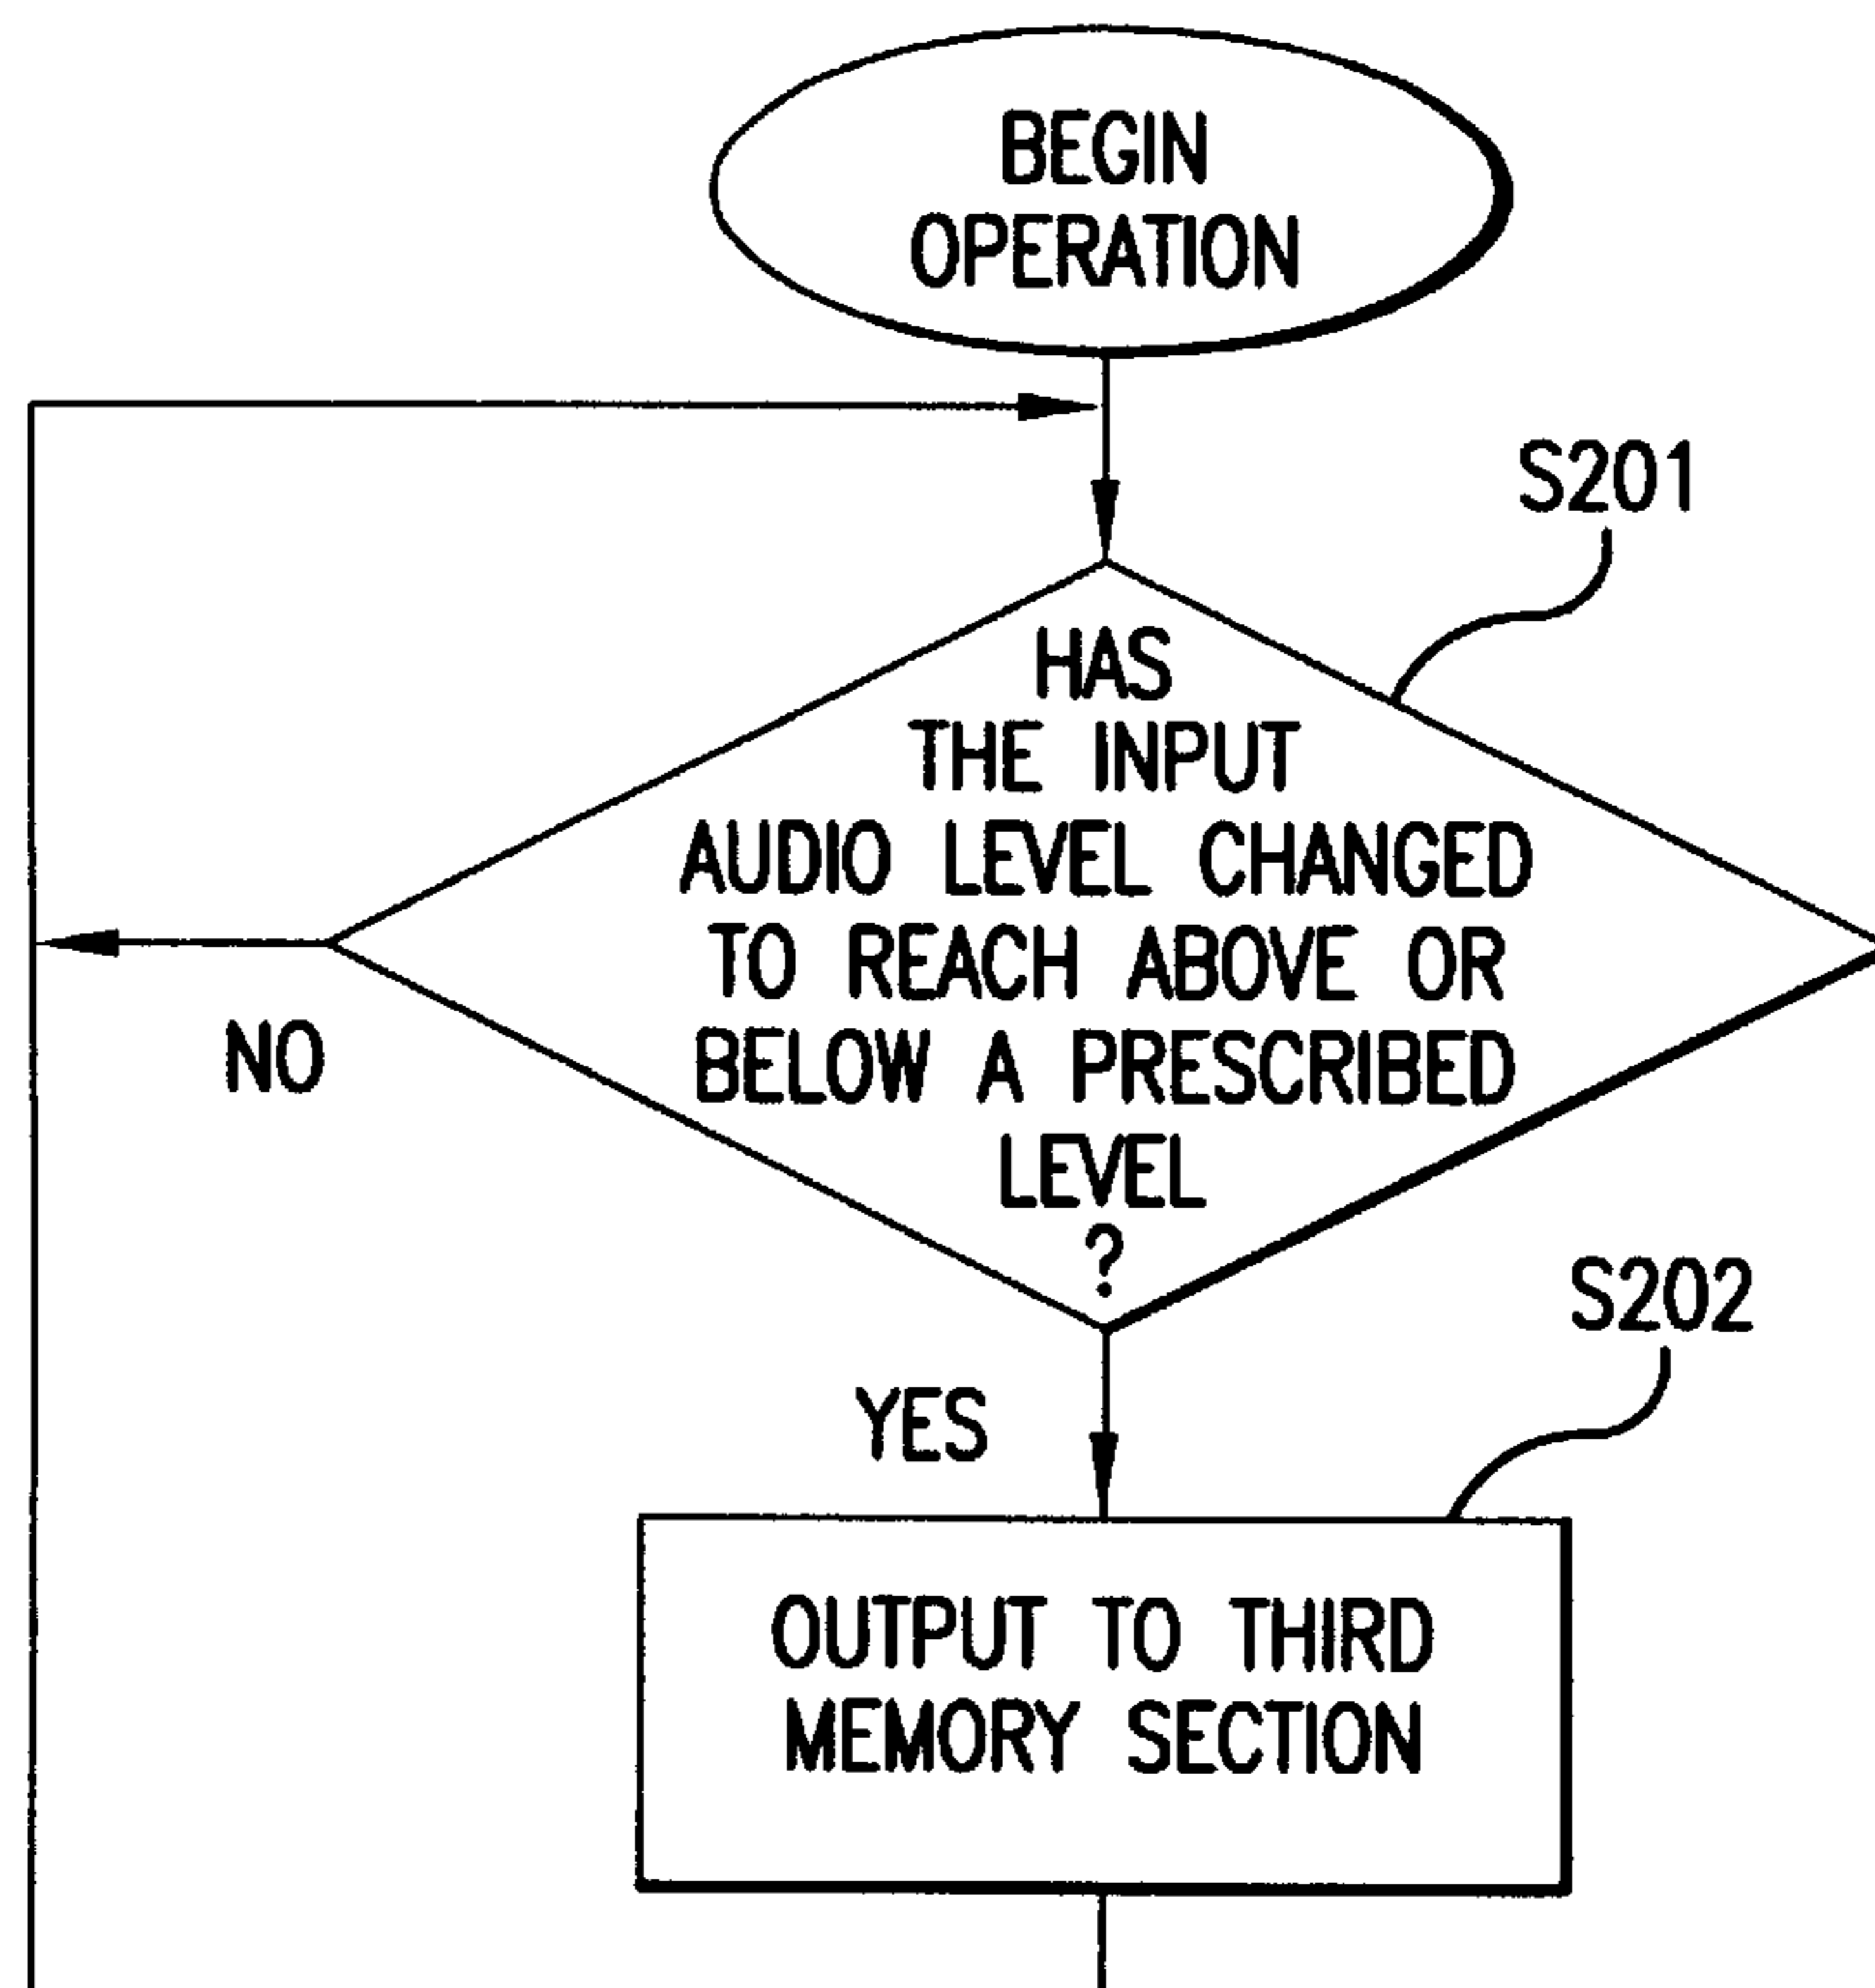 BEGIN
OPERATION
S201
HAS
THE INPUT
AUDIO LEVEL CHANGED
TO REACH ABOVE OR
BELOW A PRESCRIBED
LEVEL
?
NO
S202
YES
OUTPUT TO THIRD
MEMORY SECTION